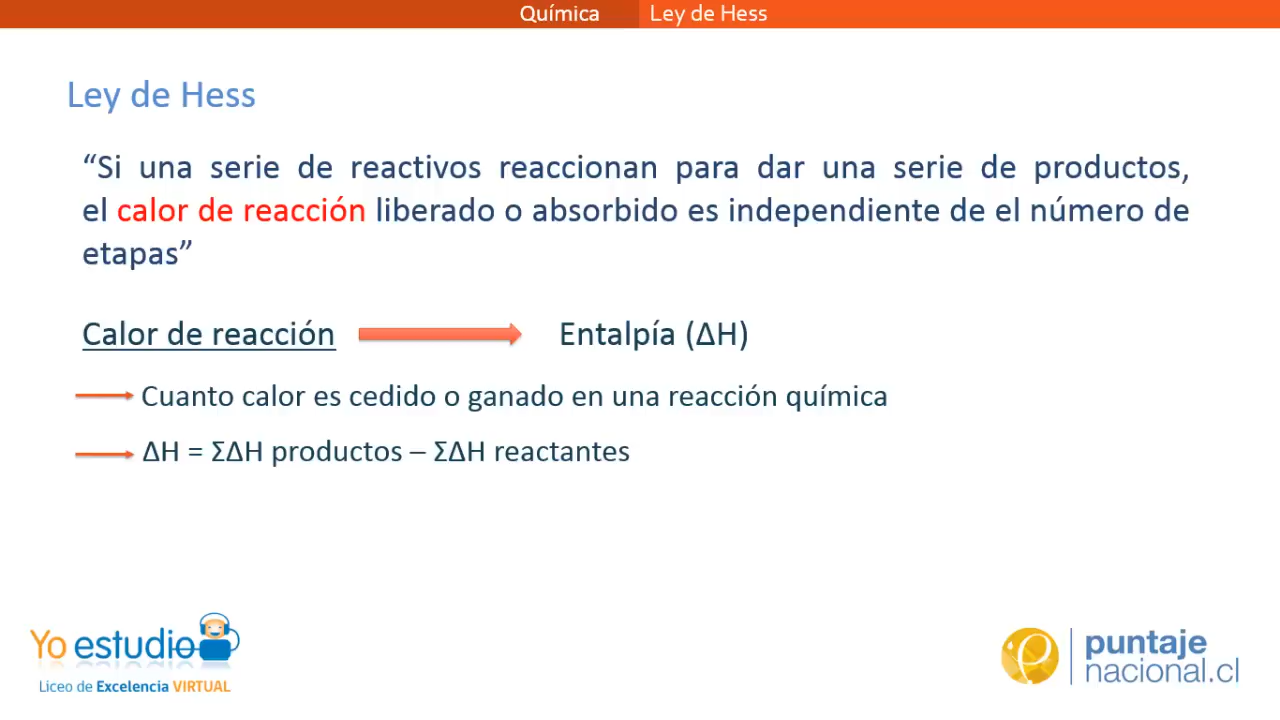 Química Ley de Hess
Ley de Hess
“Si una serie de reactivos reaccionan para dar una serie de productos,
el calor de reacción liberado o absorbido es independiente de el número de
etapas”
Calor de reacción Entalpía (ΔH)
Cuanto calor es cedido o ganado en una reacción química
ΔH = ΣΔH productos – ΣΔH reactantes
Yo estudio
Liceo de Excelencia VIRTUAL
puntaje
nacional.cl